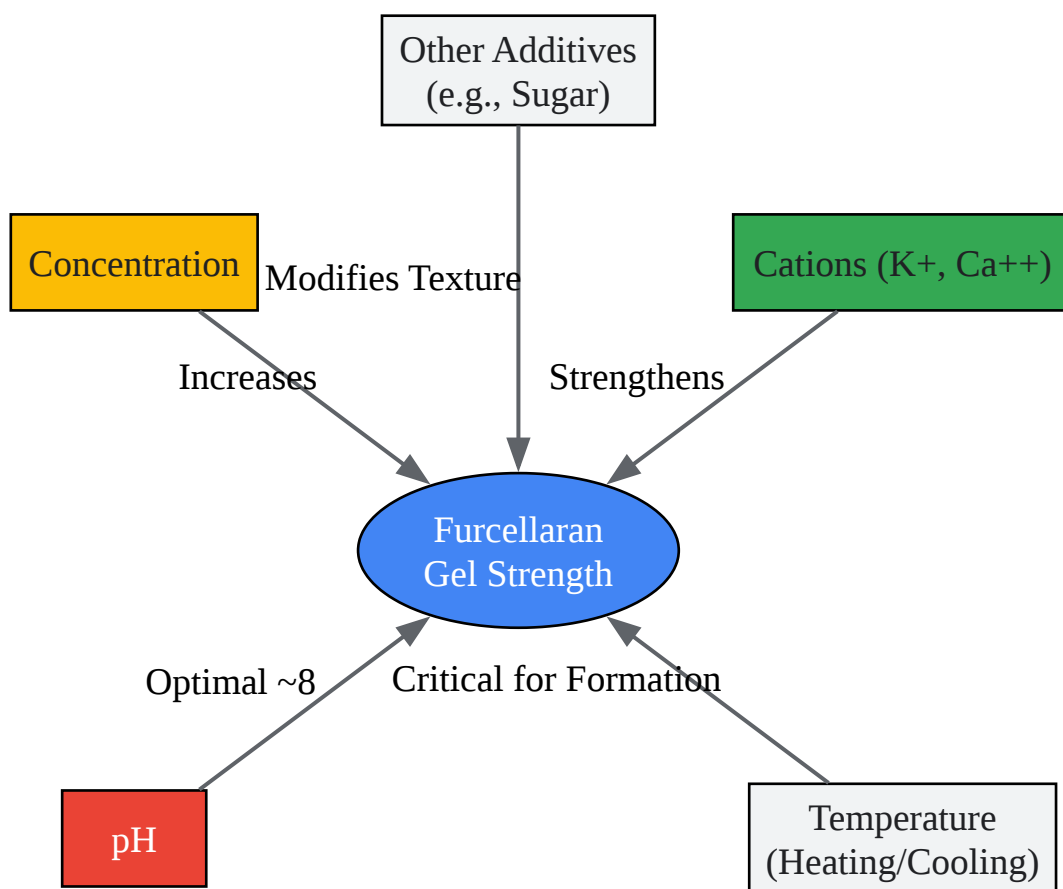 Other Additives
(e.g., Sugar)
Concentration
Cations (K+, Ca++)
Modifies Texture
Increases
Strengthens
Furcellaran
Gel Strength
Optimal ~8
Critical for Formation
pH
Temperature
(Heating/Cooling)